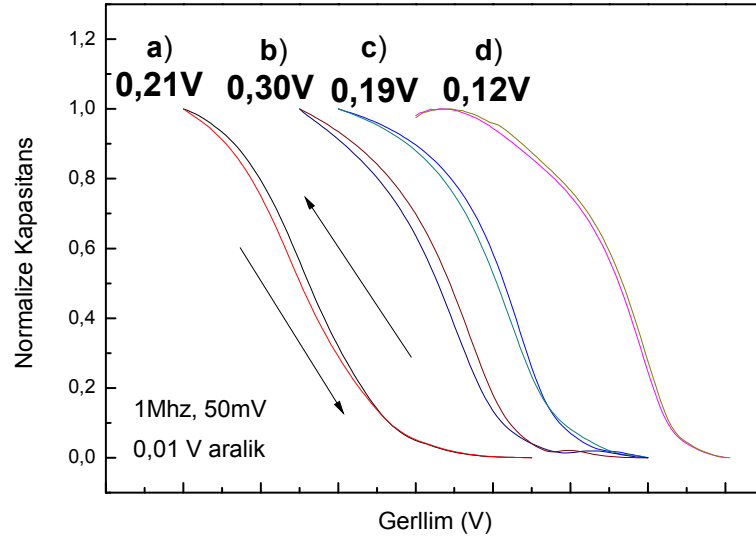 Normalize Kapasitans
1,2
1,0
0,8
0,6
0,4
0,2
0,0
a) b) c) d)
0,21V 0,30V 0,19V 0,12V
1Mhz, 50mV
0,01 V aralik
Gerllim (V)